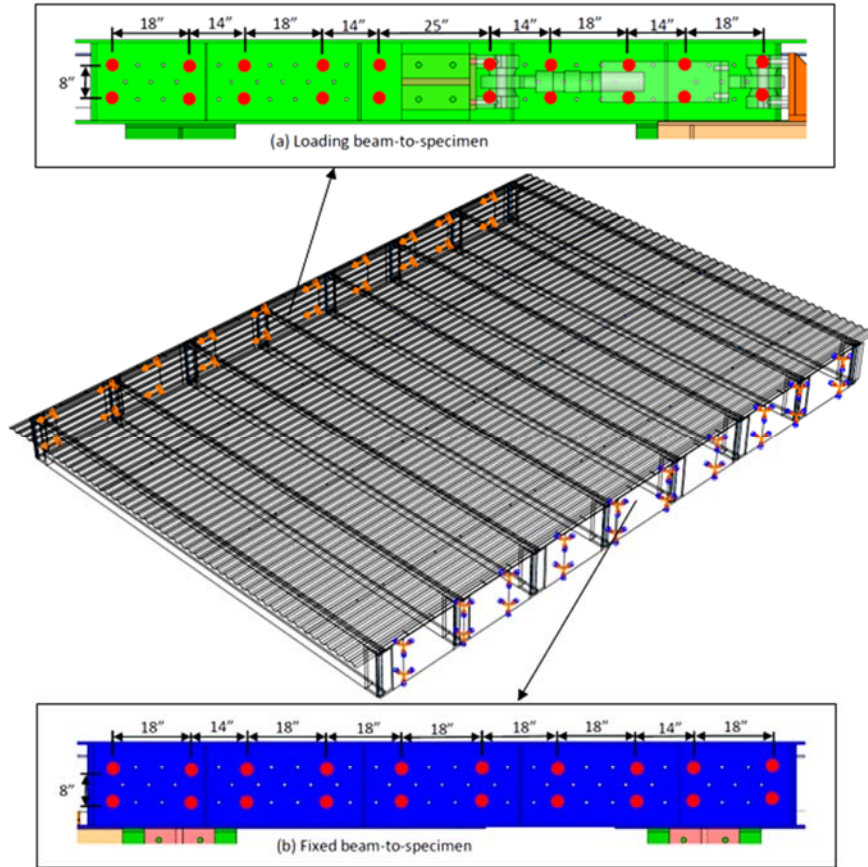 18” 14” 18” 14” 25” 14” 18” 14” 18”
8”
(a) Loading beam-to-specimen
18” 14” 18” 18” 18” 18” 18” 14” 18”
8”
(b) Fixed beam-to-specimen